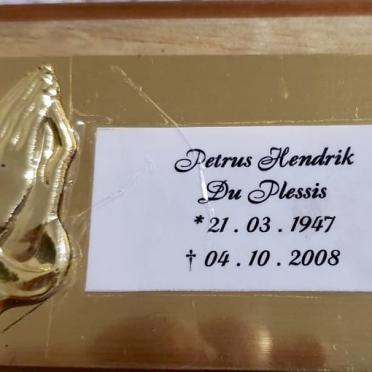 Petrus Hendrik
Du Plessis
* 21 . 03 . 1947
† 04 . 10 . 2008